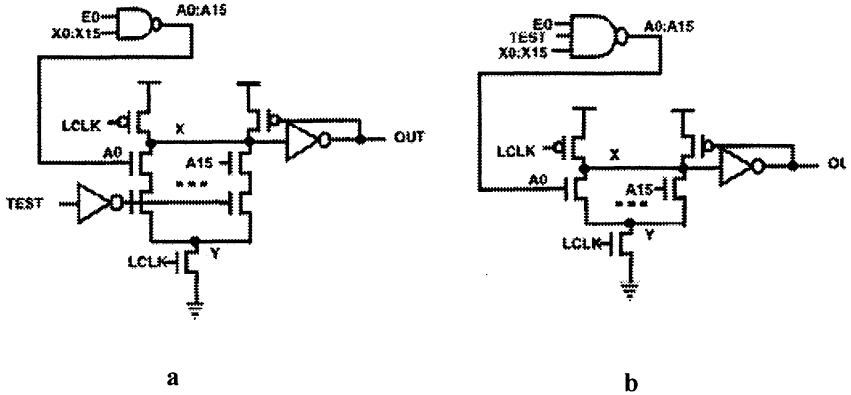 E0
A0:A15
X0:X15
LCLK
X
OUT
A0
A15
TEST
Y
LCLK
a
E0
TEST
A0:A15
X0:X15
LCLK
X
OU
A0
A15
Y
LCLK
b